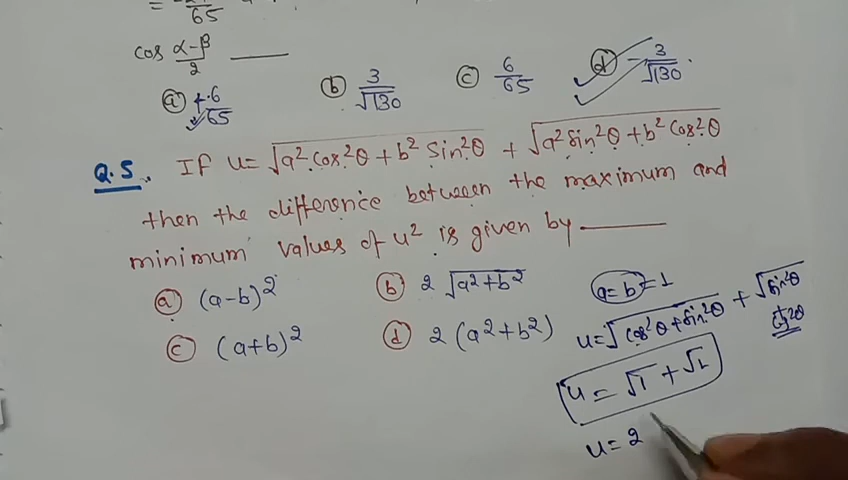 65
cos α-β/2 ____
ⓐ +.6/65 ⓑ 3/√130 ⓒ 6/65 ⓓ -3/√130.
Q.5. If u= √a² cos²θ + b² sin²θ + √a² sin²θ + b² cos²θ
then the difference between the maximum and
minimum values of u² is given by ____
ⓐ (a-b)² ⓑ 2 √a²+b²
ⓒ (a+b)² ⓓ 2 (a²+b²)
a=b=1
u=√cos²θ+sin²θ + √sin²θ
+ cos²θ
u = √1 + √1
u= 2